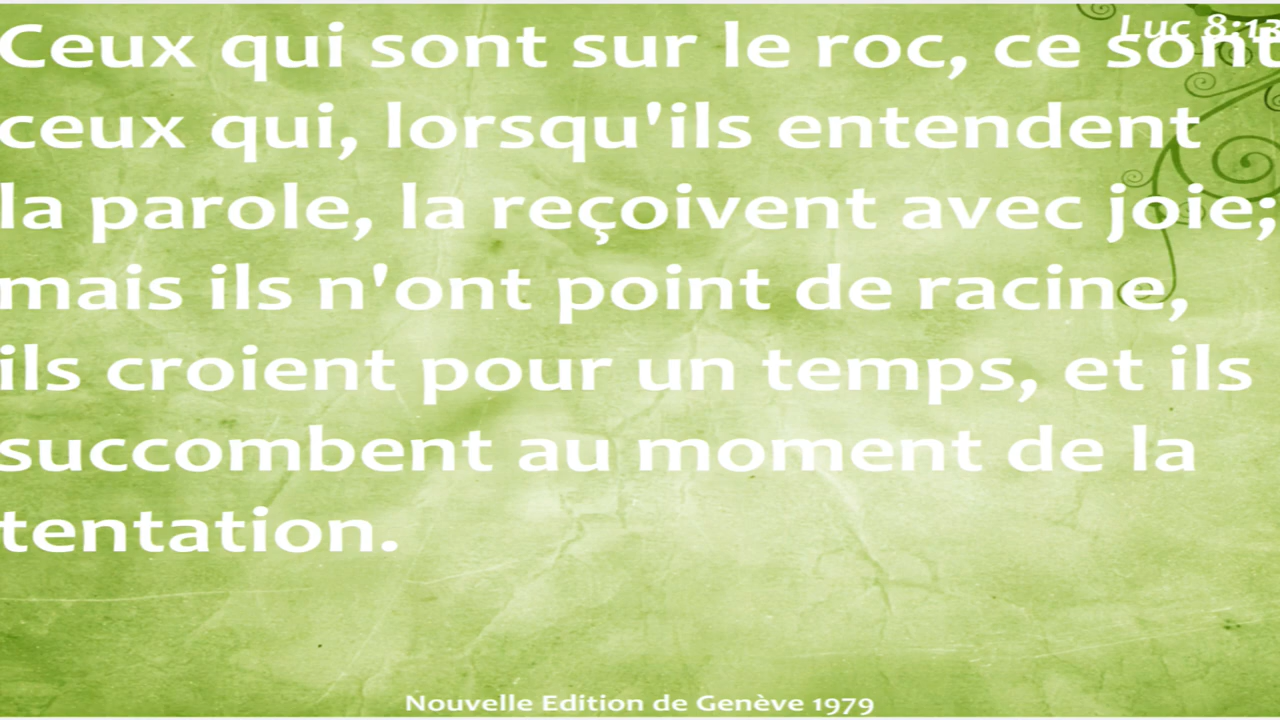 Luc 8:13
Ceux qui sont sur le roc, ce sont
ceux qui, lorsqu'ils entendent
la parole, la reçoivent avec joie;
mais ils n'ont point de racine,
ils croient pour un temps, et ils
succombent au moment de la
tentation.
Nouvelle Edition de Genève 1979